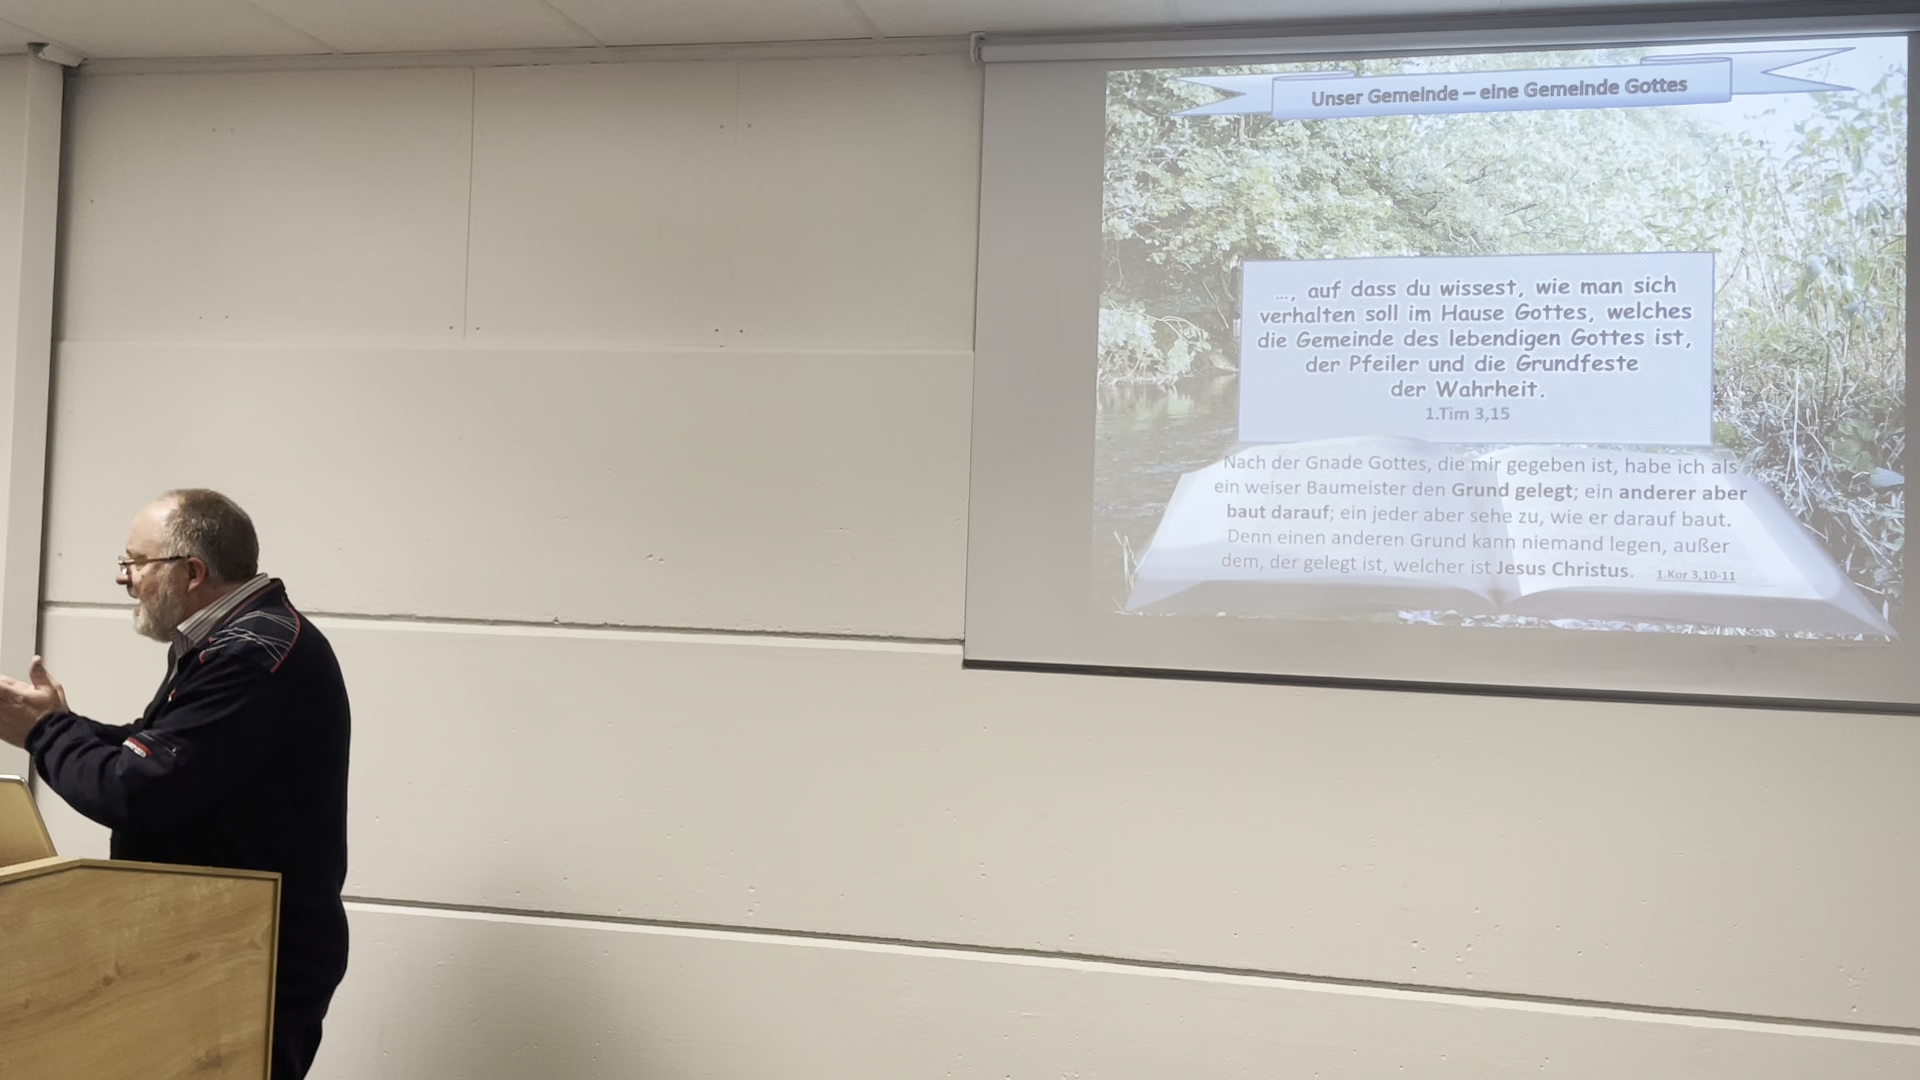 Unser Gemeinde – eine Gemeinde Gottes
..., auf dass du wissest, wie man sich
verhalten soll im Hause Gottes, welches
die Gemeinde des lebendigen Gottes ist,
der Pfeiler und die Grundfeste
der Wahrheit.
1.Tim 3,15
Nach der Gnade Gottes, die mir gegeben ist, habe ich als
ein weiser Baumeister den Grund gelegt; ein anderer aber
baut darauf; ein jeder aber sehe zu, wie er darauf baut.
Denn einen anderen Grund kann niemand legen, außer
dem, der gelegt ist, welcher ist Jesus Christus. 1.Kor 3,10-11